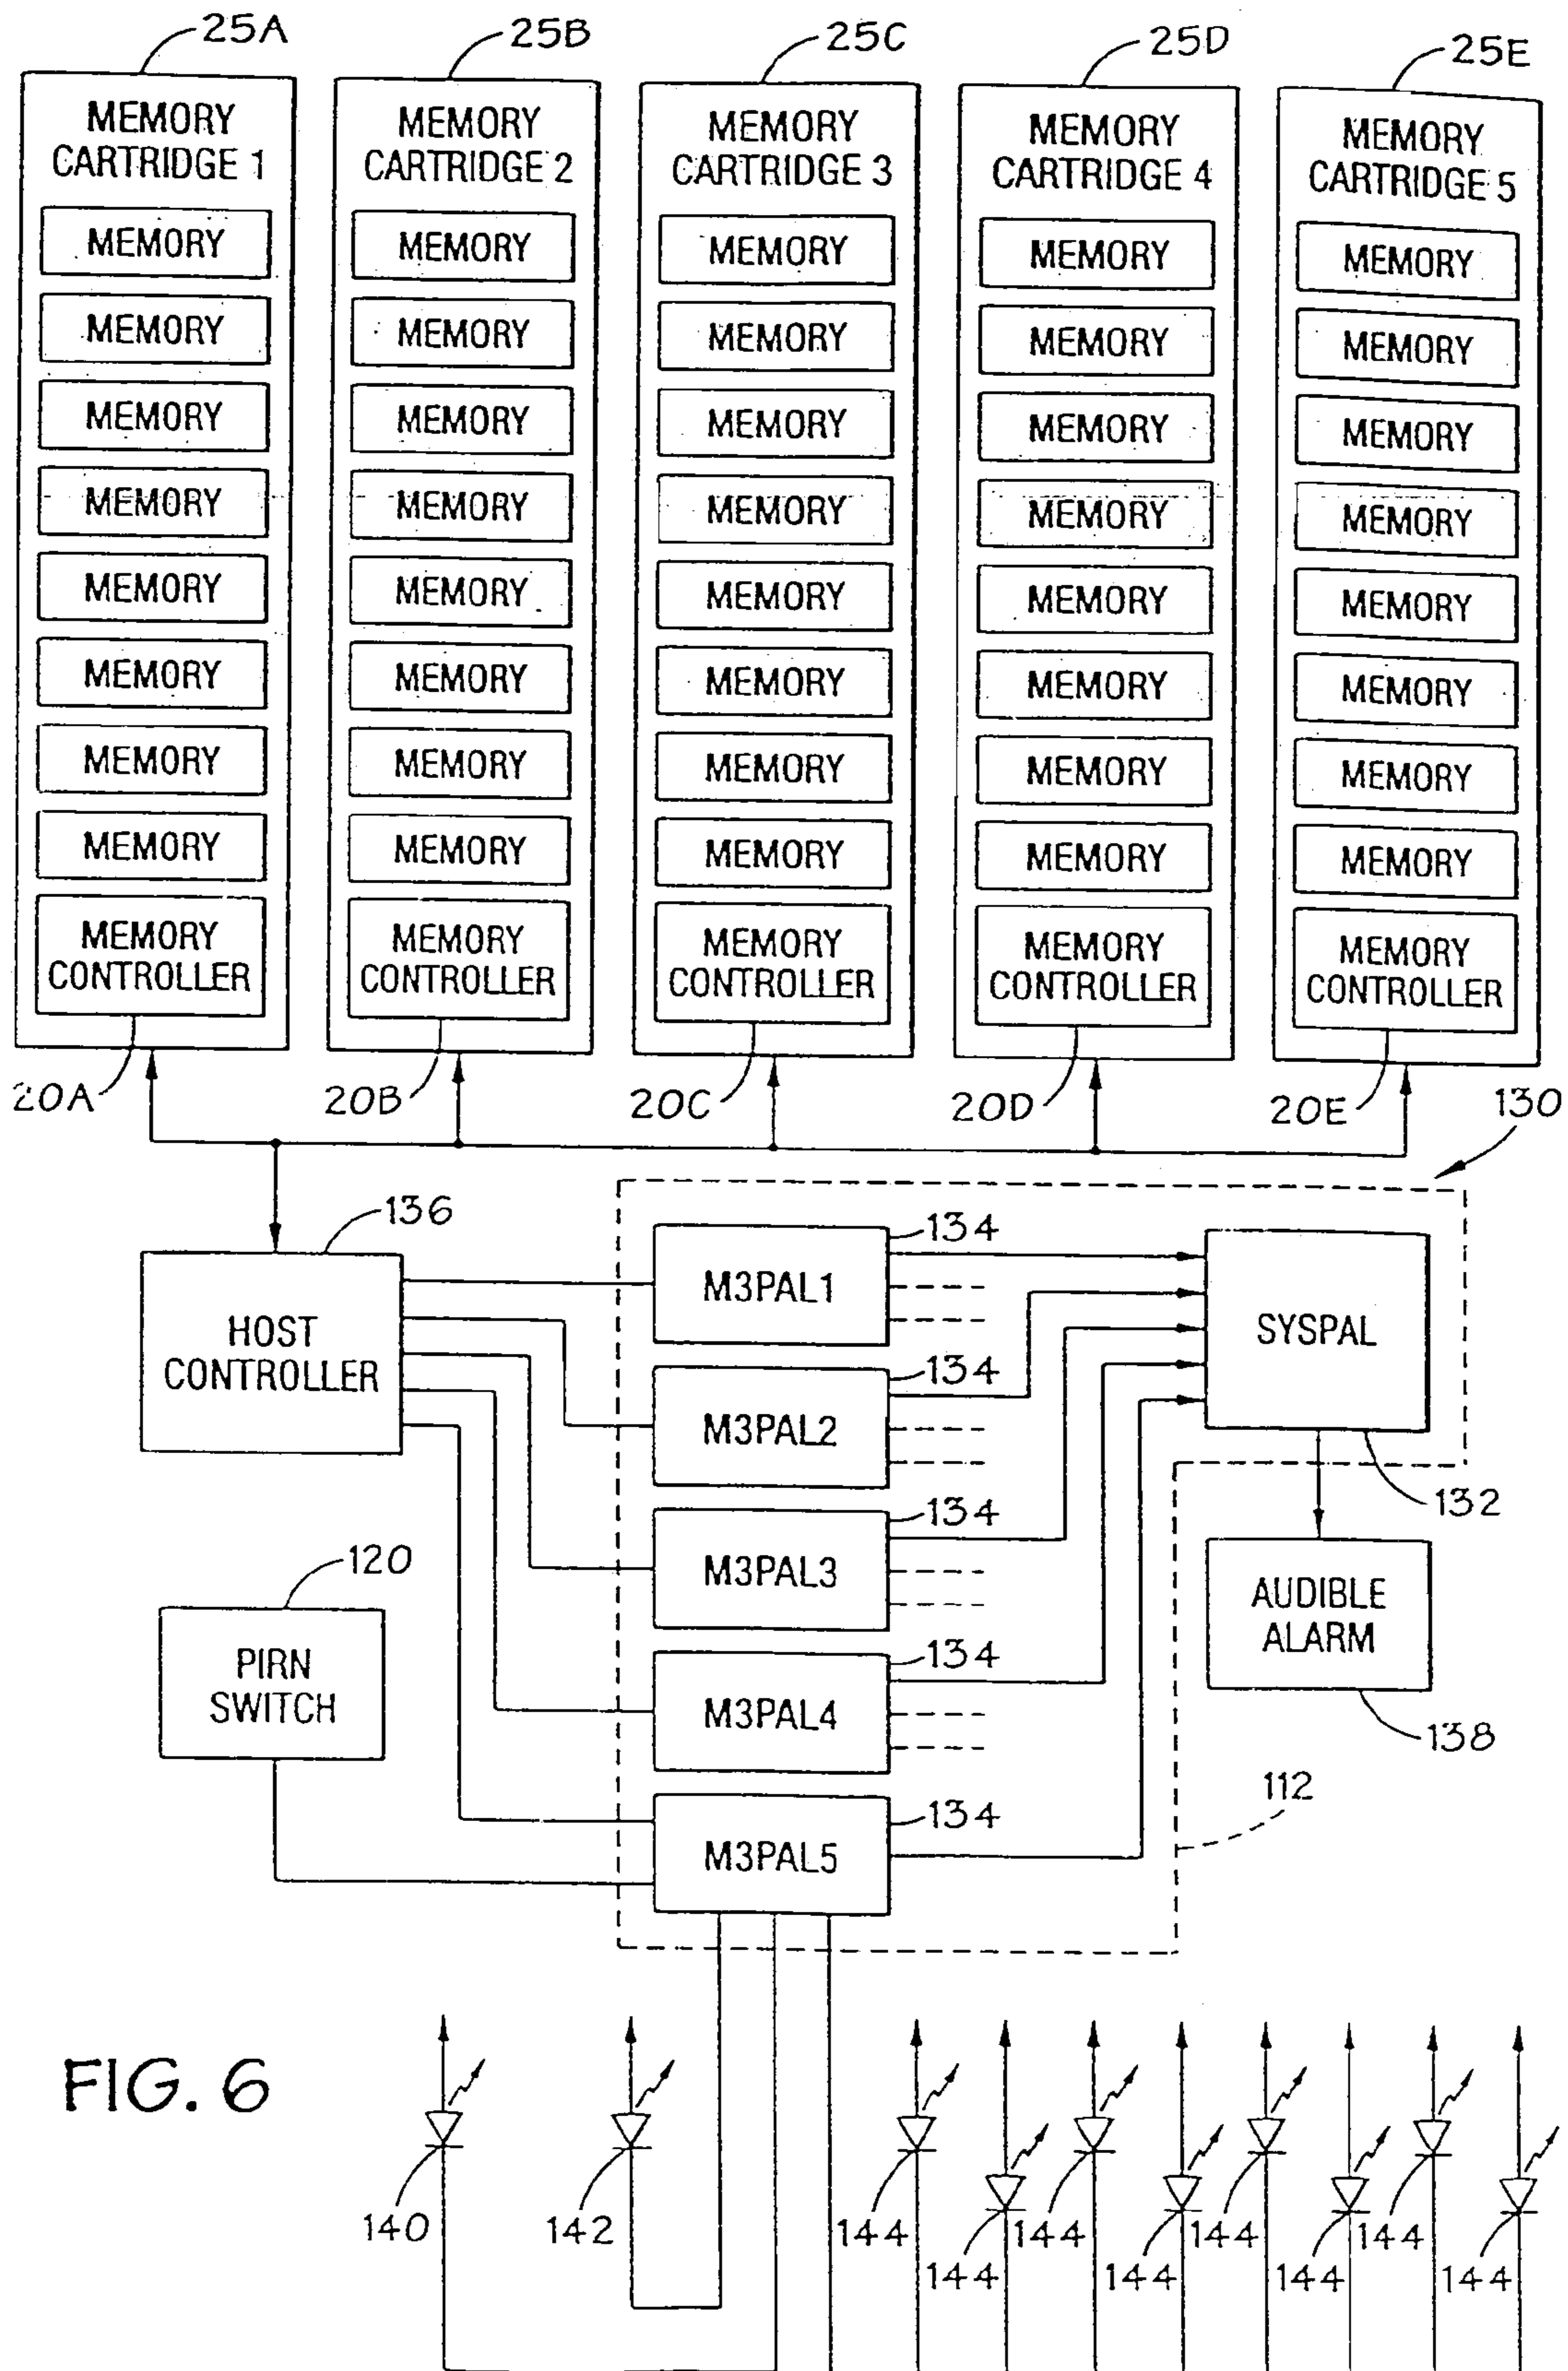 25A
25B
25C
25D
25E
MEMORY
CARTRIDGE 1
MEMORY
MEMORY
MEMORY
MEMORY
MEMORY
MEMORY
MEMORY
MEMORY
MEMORY
CONTROLLER
MEMORY
CARTRIDGE 2
MEMORY
MEMORY
MEMORY
MEMORY
MEMORY
MEMORY
MEMORY
MEMORY
MEMORY
CONTROLLER
MEMORY
CARTRIDGE 3
MEMORY
MEMORY
MEMORY
MEMORY
MEMORY
MEMORY
MEMORY
MEMORY
MEMORY
CONTROLLER
MEMORY
CARTRIDGE 4
MEMORY
MEMORY
MEMORY
MEMORY
MEMORY
MEMORY
MEMORY
MEMORY
MEMORY
CONTROLLER
MEMORY
CARTRIDGE 5
MEMORY
MEMORY
MEMORY
MEMORY
MEMORY
MEMORY
MEMORY
MEMORY
MEMORY
CONTROLLER
20A
20B
20C
20D
20E
130
136
HOST
CONTROLLER
134
M3PAL1
134
M3PAL2
134
M3PAL3
134
M3PAL4
134
M3PAL5
SYSPAL
132
120
PIRN
SWITCH
AUDIBLE
ALARM
138
112
FIG. 6
140
142
144
144
144
144
144
144
144
144